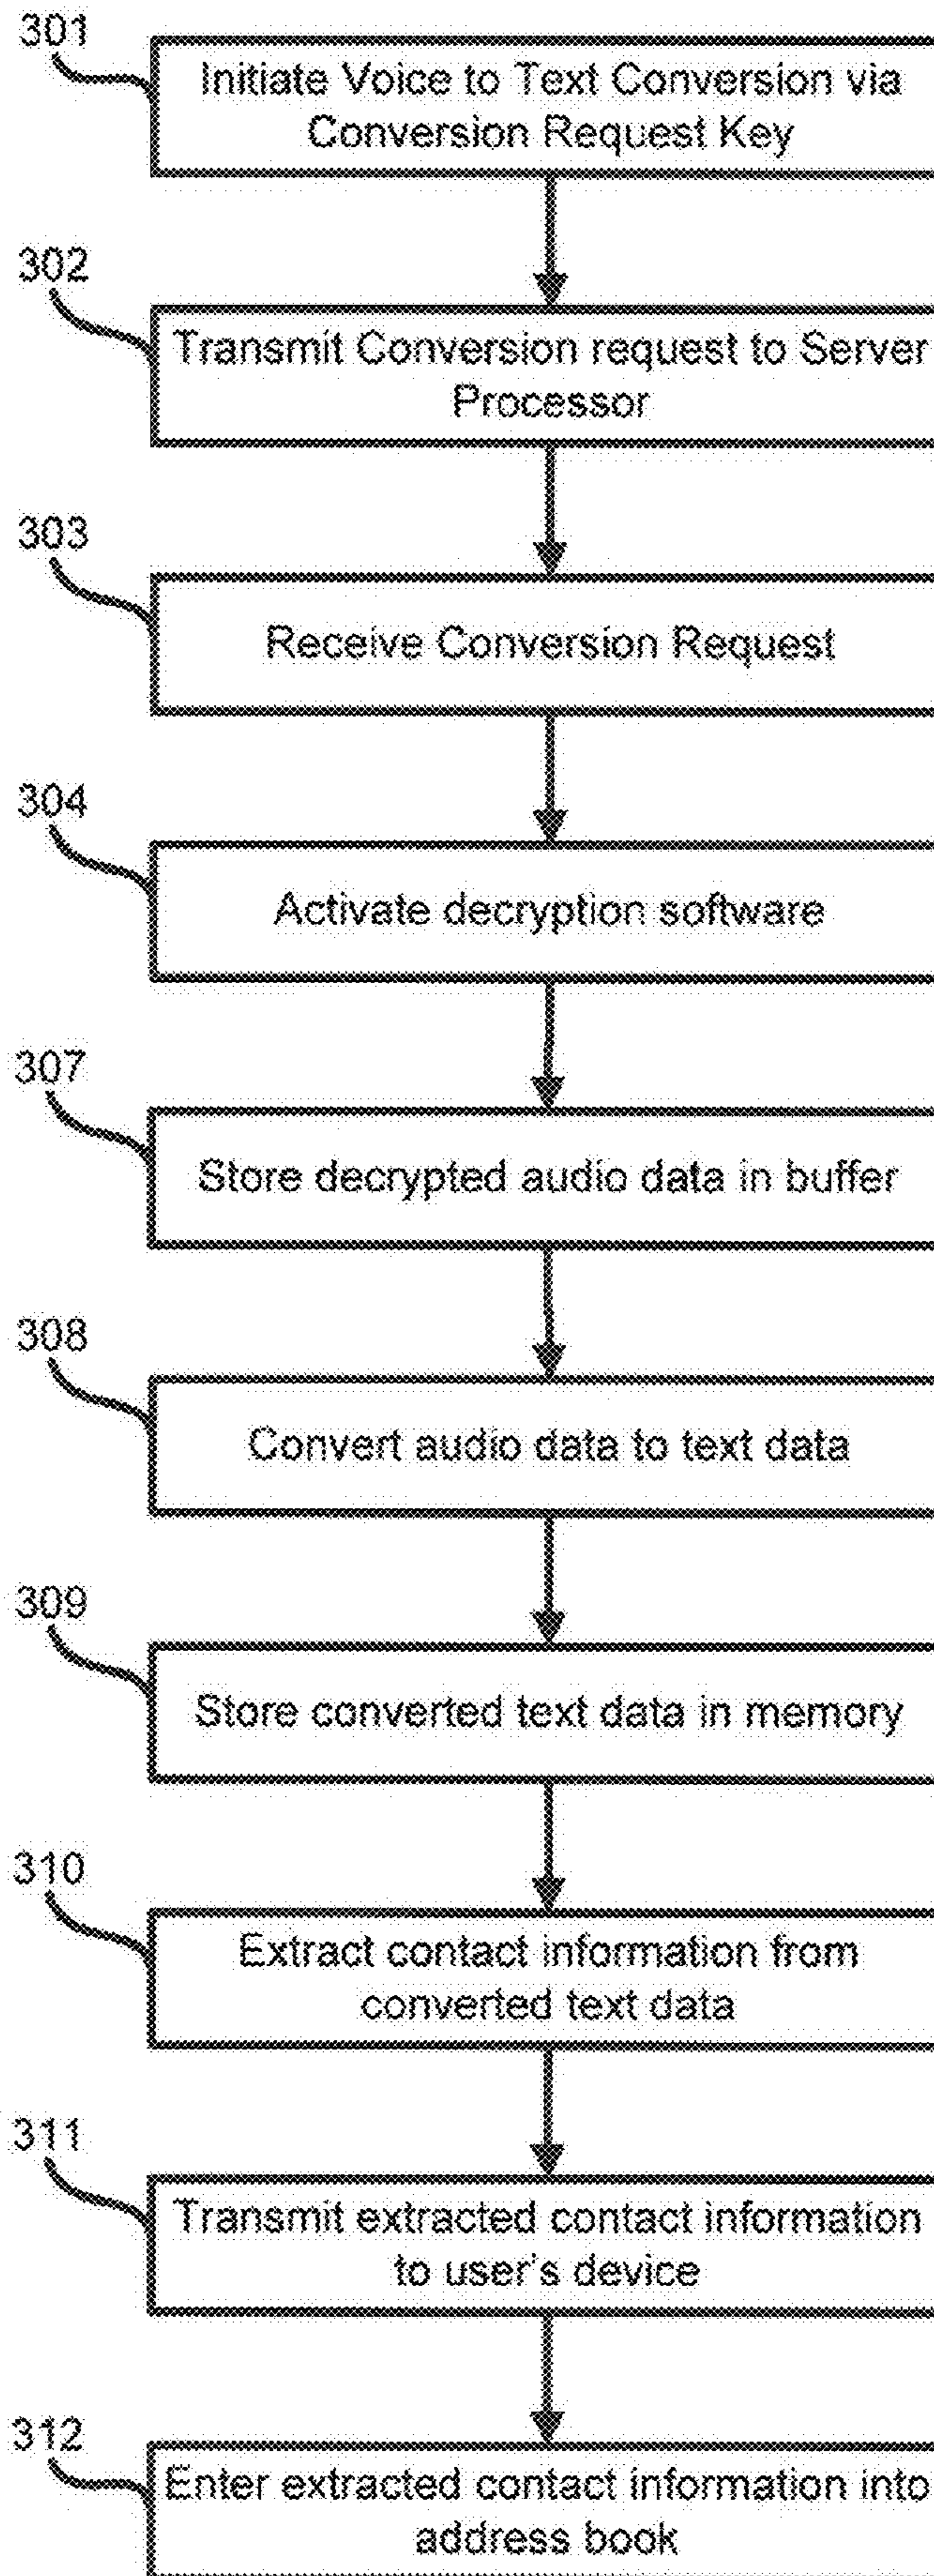 301
Initiate Voice to Text Conversion via
Conversion Request Key
302
Transmit Conversion request to Server
Processor
303
Receive Conversion Request
304
Activate decryption software
307
Store decrypted audio data in buffer
308
Convert audio data to text data
309
Store converted text data in memory
310
Extract contact information from
converted text data
311
Transmit extracted contact information
to user's device
312
Enter extracted contact information into
address book